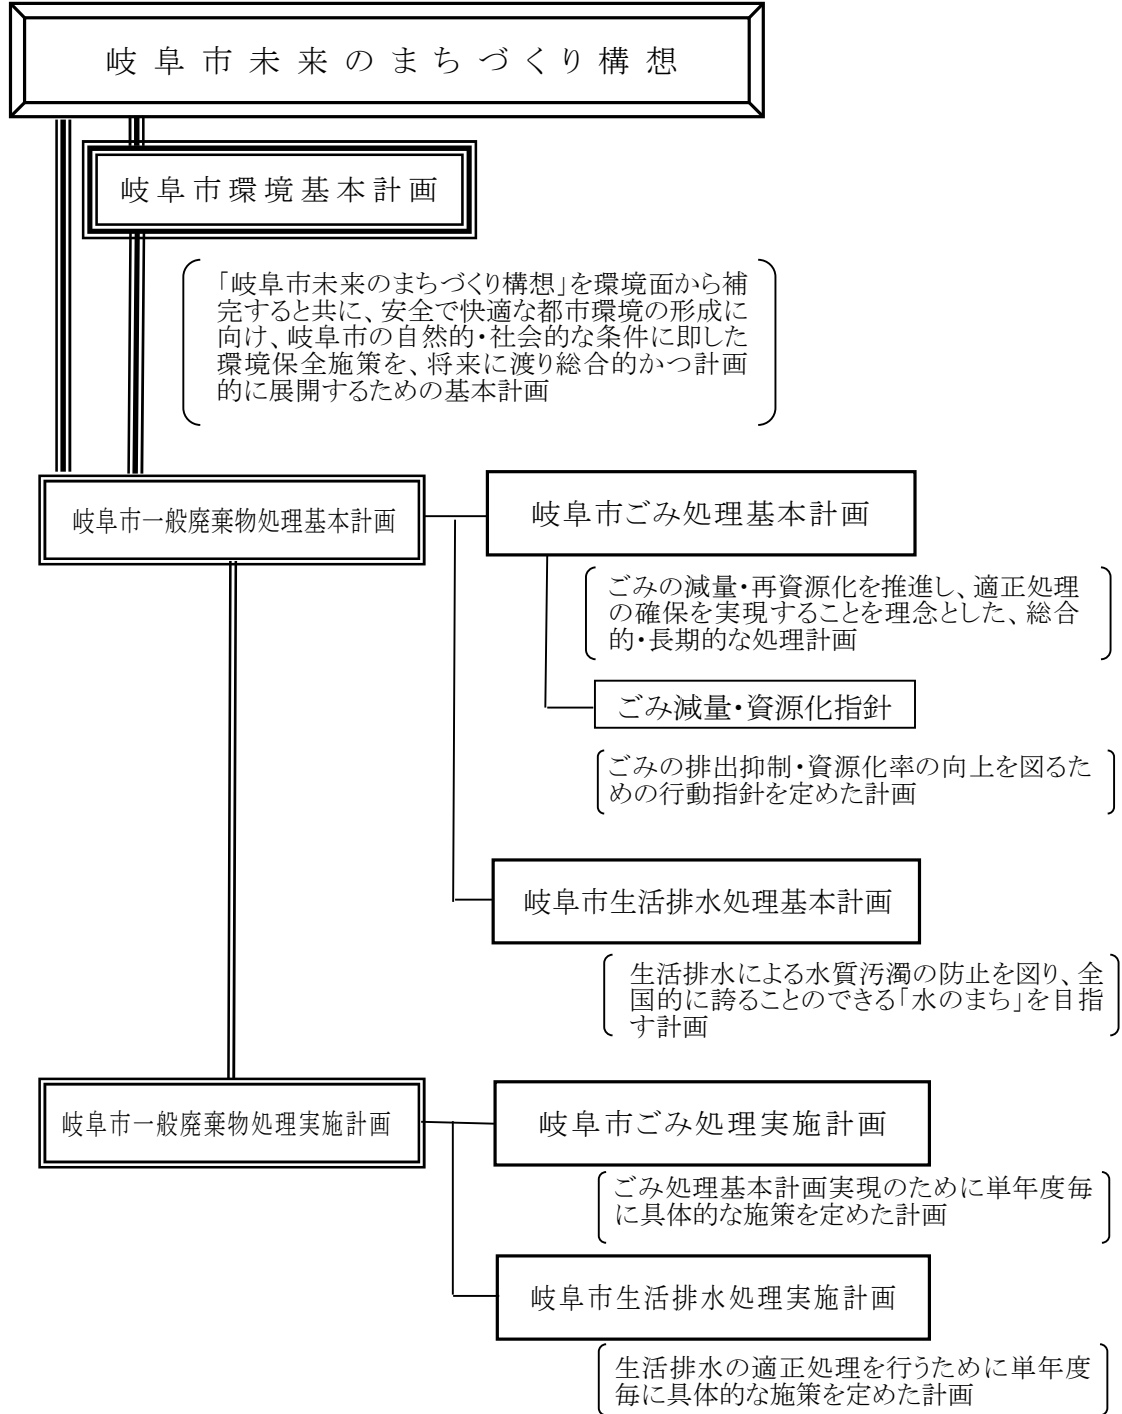 岐阜市未来のまちづくり構想
岐阜市環境基本計画
「岐阜市未来のまちづくり構想」を環境面から補
完すると共に、安全で快適な都市環境の形成に
向け、岐阜市の自然的・社会的な条件に即した
環境保全施策を、将来に渡り総合的かつ計画
的に展開するための基本計画
岐阜市一般廃棄物処理基本計画
岐阜市ごみ処理基本計画
ごみの減量・再資源化を推進し、適正処理
の確保を実現することを理念とした、総合
的・長期的な処理計画
ごみ減量・資源化指針
ごみの排出抑制・資源化率の向上を図るた
めの行動指針を定めた計画
岐阜市生活排水処理基本計画
生活排水による水質汚濁の防止を図り、全
国的に誇ることのできる「水のまち」を目指
す計画
岐阜市一般廃棄物処理実施計画
岐阜市ごみ処理実施計画
ごみ処理基本計画実現のために単年度毎
に具体的な施策を定めた計画
岐阜市生活排水処理実施計画
生活排水の適正処理を行うために単年度
毎に具体的な施策を定めた計画